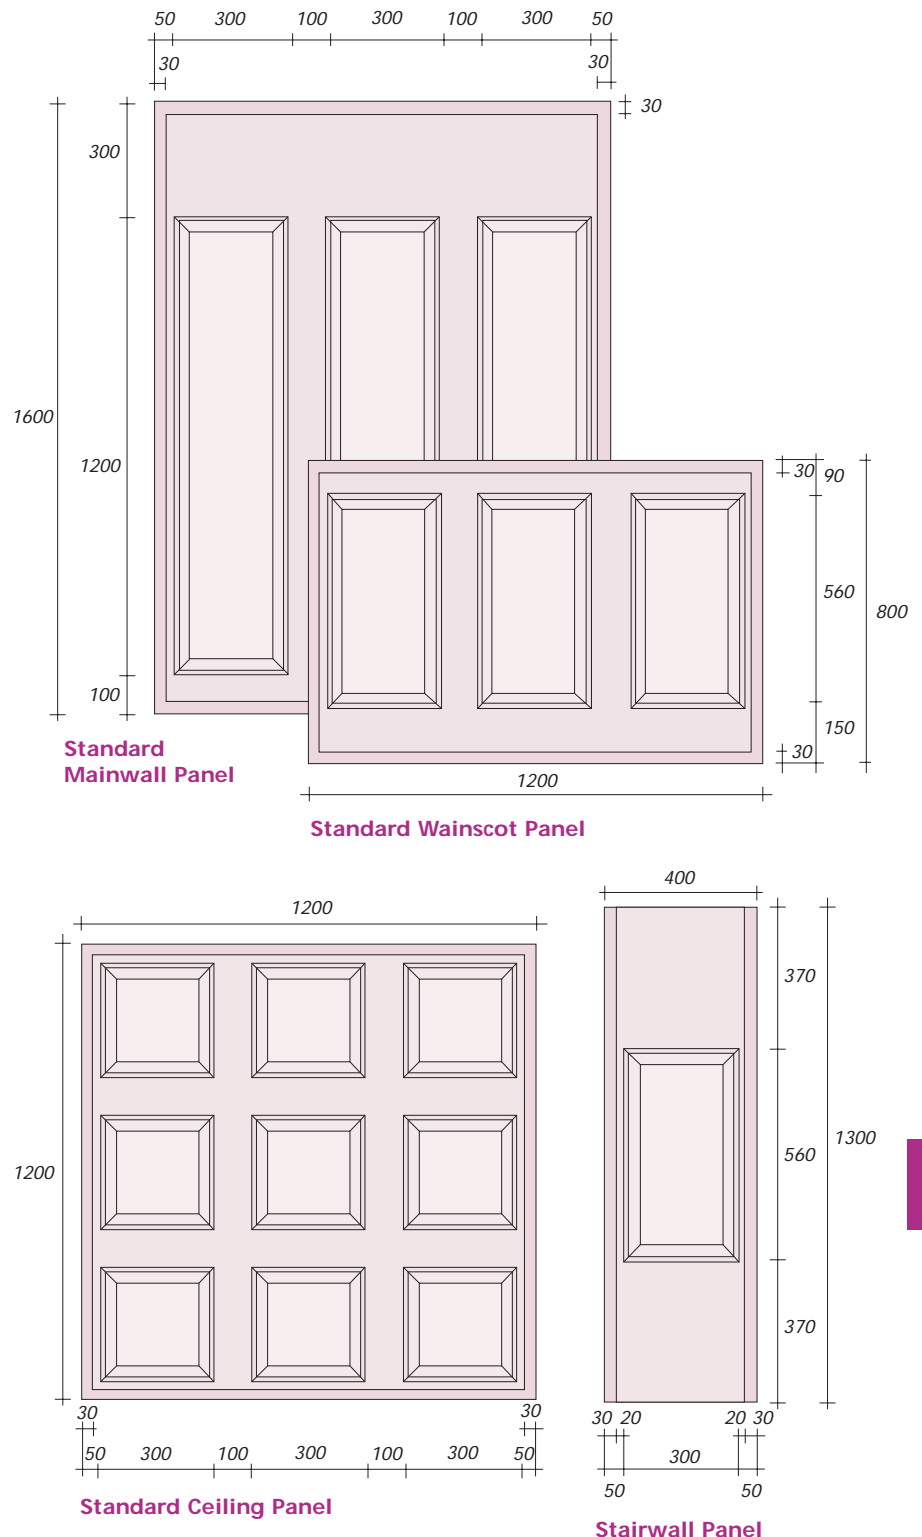 50 300 100 300 100 50
30 30
30
300
1600
1200
100
30 90
560
800
150
30
1200
Standard
Mainwall Panel
Standard Wainscot Panel
1200
1200
30 30
50 300 100 300 100 300 50
Standard Ceiling Panel
400
370
560
1300
370
30 20 20 30
300
50 50
Stairwall Panel